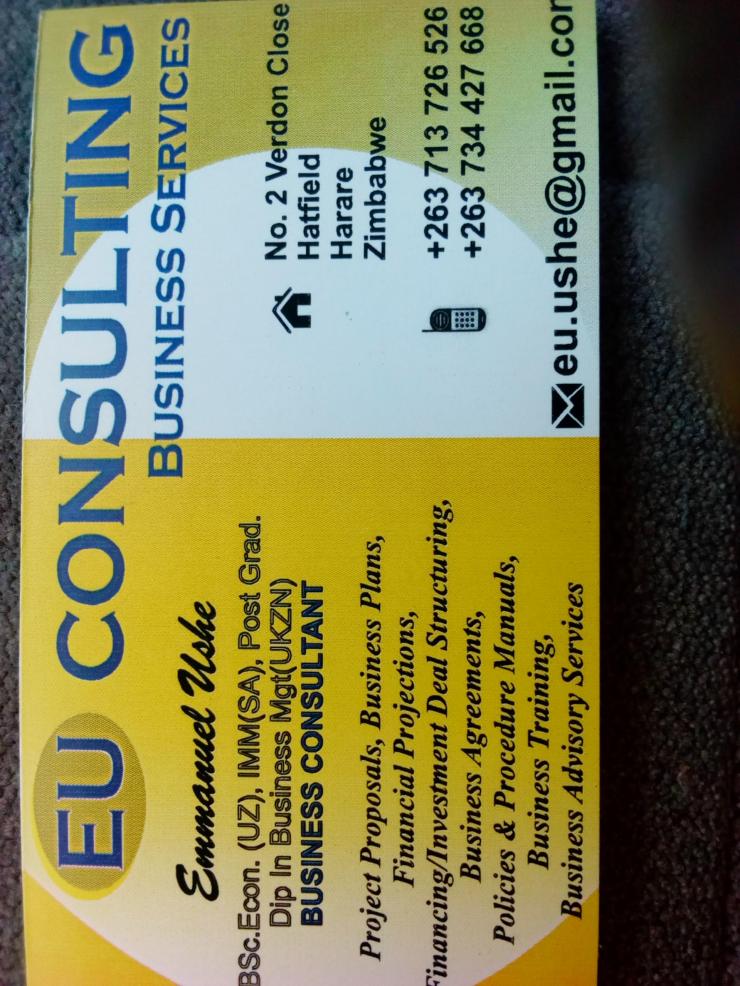 EU CONSULTING
BUSINESS SERVICES
Emmanuel Ushe
BSc.Econ. (UZ), IMM(SA), Post Grad.
Dip In Business Mgt(UKZN)
BUSINESS CONSULTANT
Project Proposals, Business Plans,
Financial Projections,
Financing/Investment Deal Structuring,
Business Agreements,
Policies & Procedure Manuals,
Business Training,
Business Advisory Services
No. 2 Verdon Close
Hatfield
Harare
Zimbabwe
+263 713 726 526
+263 734 427 668
eu.ushe@gmail.com